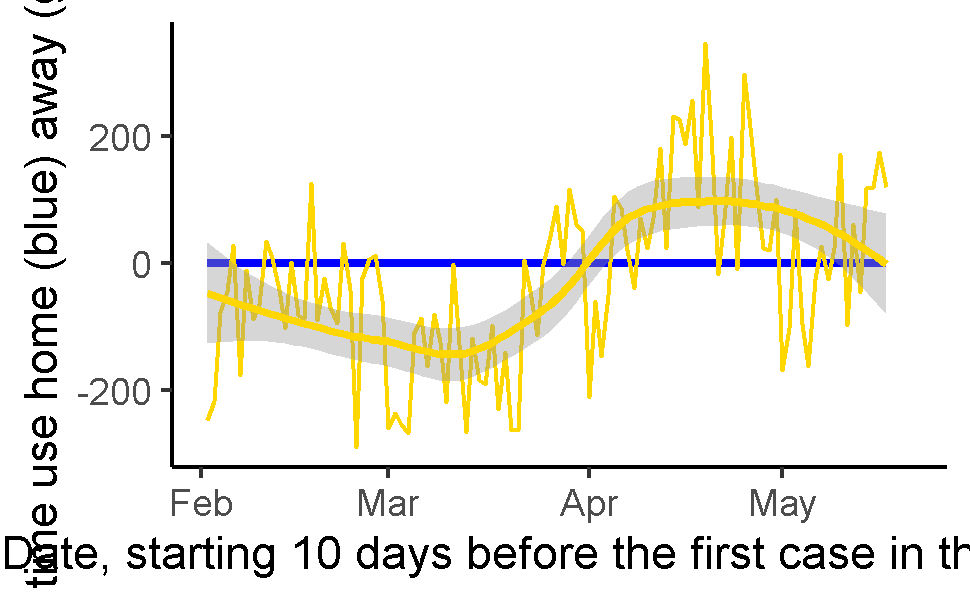 time use home (blue) away (
200
0
-200
Feb Mar Apr May
Date, starting 10 days before the first case in th